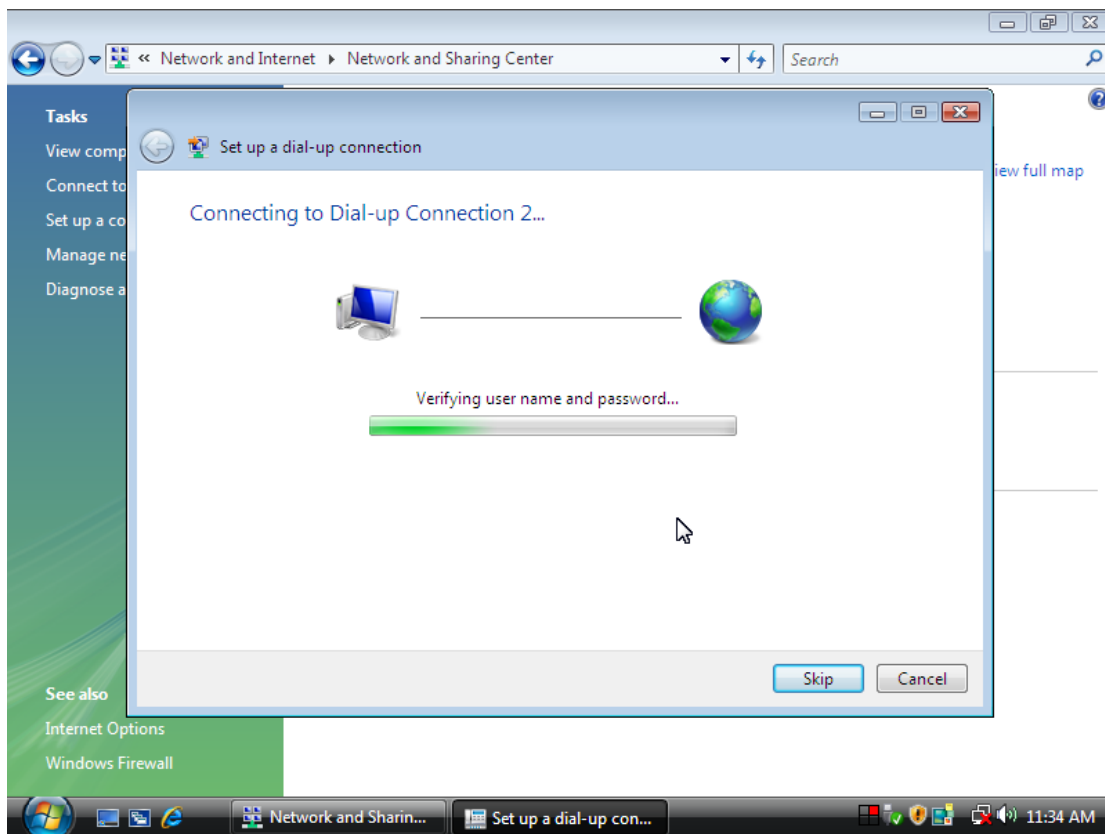 « Network and Internet Network and Sharing Center
Search
Tasks
View comp
Connect to
Set up a co
Manage ne
Diagnose a
iew full map
Set up a dial-up connection
Connecting to Dial-up Connection 2...
Verifying user name and password...
Skip
Cancel
See also
Internet Options
Windows Firewall
Network and Sharin...
Set up a dial-up con...
11:34 AM